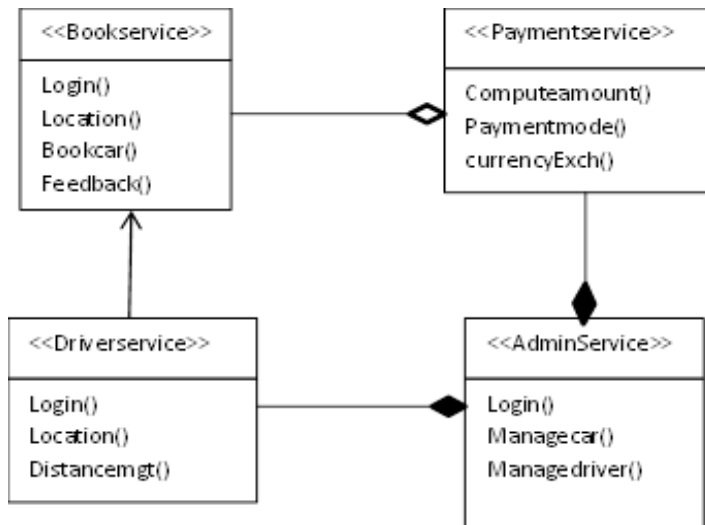 <<Bookservice>>
Login()
Location()
Bookcar()
Feedback()
<<Paymentservice>>
Computeamount()
Paymentmode()
currencyExch()
<<Driverservice>>
Login()
Location()
Distancemgt()
<<AdminService>>
Login()
Managecar()
Managedriver()